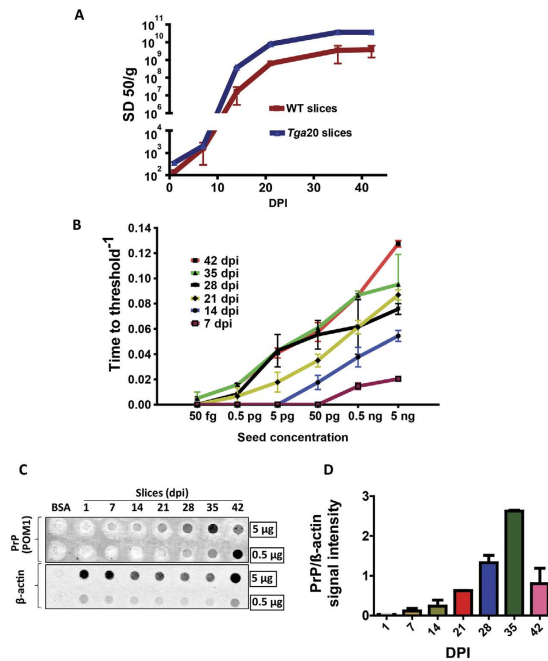 A
SD 50/g
10¹¹
10¹⁰
10⁹
10⁸
10⁷
10⁶
10⁴
10³
10²
WT slices
Tga20 slices
0 10 20 30 40
DPI
B
Time to threshold⁻¹
0.14
0.12
0.10
0.08
0.06
0.04
0.02
0.00
42 dpi
35 dpi
28 dpi
21 dpi
14 dpi
7 dpi
50 fg 0.5 pg 5 pg 50 pg 0.5 ng 5 ng
Seed concentration
C
Slices (dpi)
BSA 1 7 14 21 28 35 42
PrP
(POM1)
5 µg
0.5 µg
β-actin
5 µg
0.5 µg
D
PrP/ß-actin
signal intensity
3
2
1
0
1 7 14 21 28 35 42
DPI